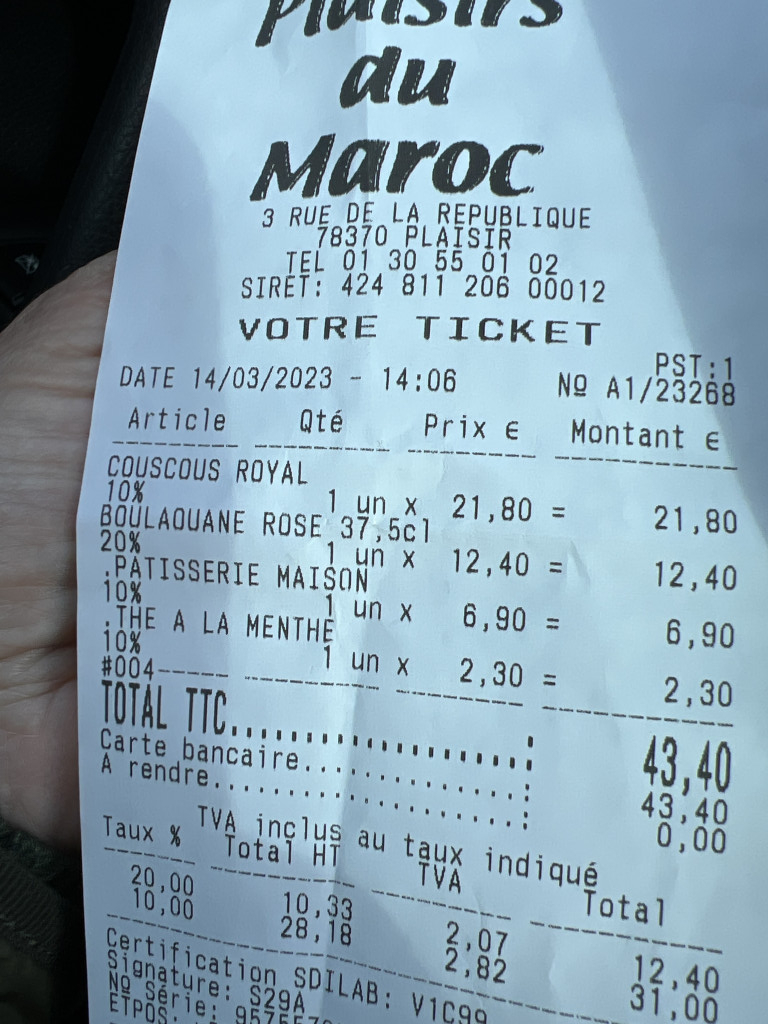 Plaisirs
du
Maroc
3 RUE DE LA REPUBLIQUE
78370 PLAISIR
TEL 01 30 55 01 02
SIRET: 424 811 206 00012
VOTRE TICKET
PST:1
DATE 14/03/2023 - 14:06 Nº A1/23268
Article Qté Prix € Montant €
COUSCOUS ROYAL
10% 1 un x 21,80 = 21,80
BOULAOUANE ROSE 37,5cl
20% 1 un x 12,40 = 12,40
.PATISSERIE MAISON
10% 1 un x 6,90 = 6,90
.THE A LA MENTHE
10% 1 un x 2,30 = 2,30
#004
TOTAL TTC.....................: 43,40
Carte bancaire..............: 43,40
A rendre....................: 0,00
TVA inclus au taux indiqué
Taux % Total HT TVA Total
20,00 10,33 2,07 12,40
10,00 28,18 2,82 31,00
Certification SDILAB: V1C99
Signature: S29A
Nº Série:
ETPOS.